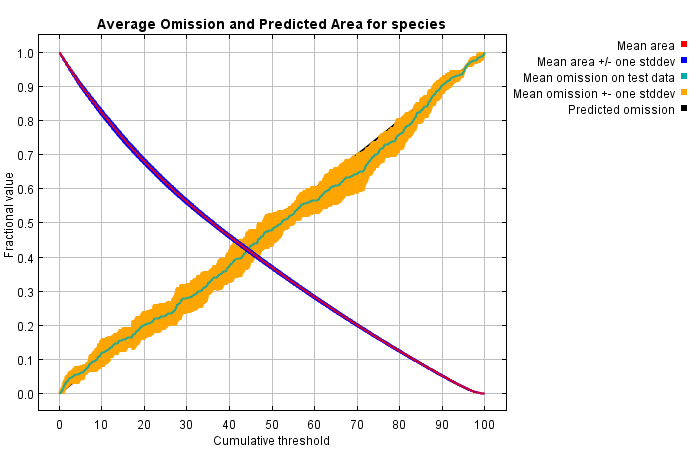 Average Omission and Predicted Area for species
Mean area
Mean area +/- one stddev
Mean omission on test data
Mean omission +- one stddev
Predicted omission
Fractional value
1.0
0.9
0.8
0.7
0.6
0.5
0.4
0.3
0.2
0.1
0.0
0 10 20 30 40 50 60 70 80 90 100
Cumulative threshold